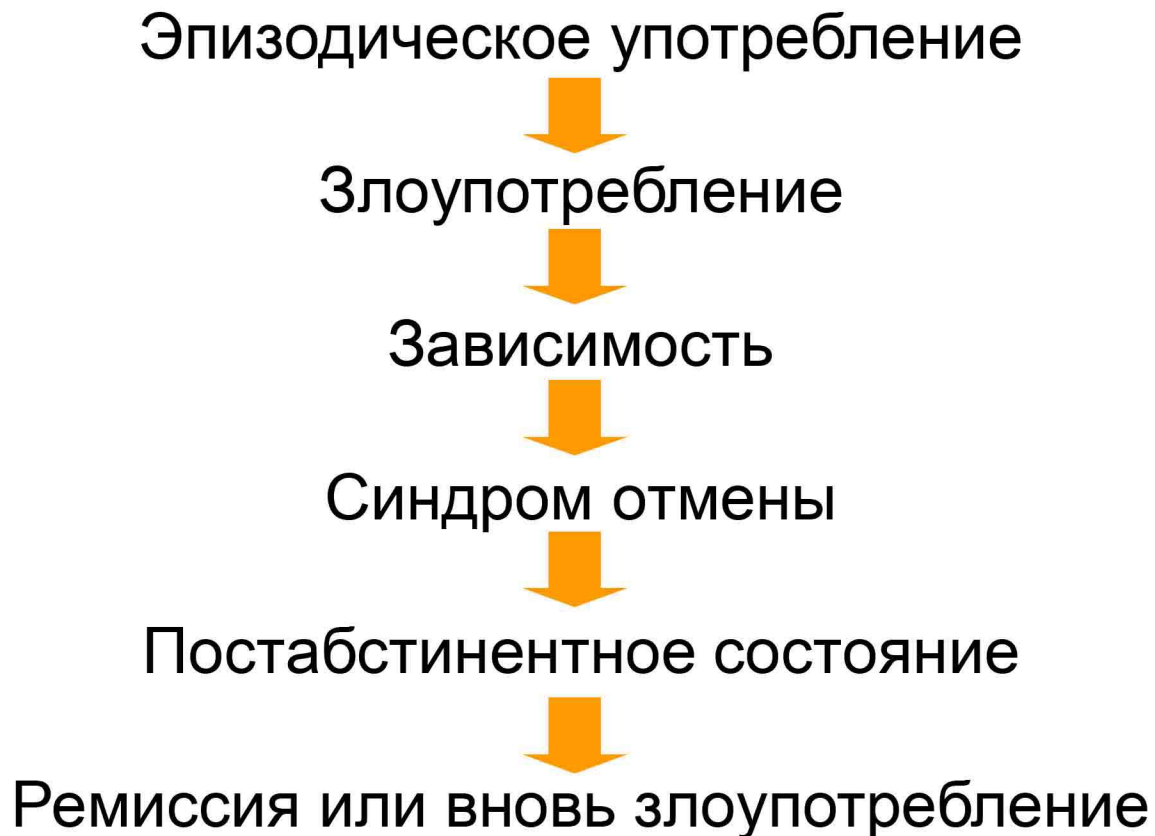 Эпизодическое употребление
Злоупотребление
Зависимость
Синдром отмены
Постабстинентное состояние
Ремиссия или вновь злоупотребление